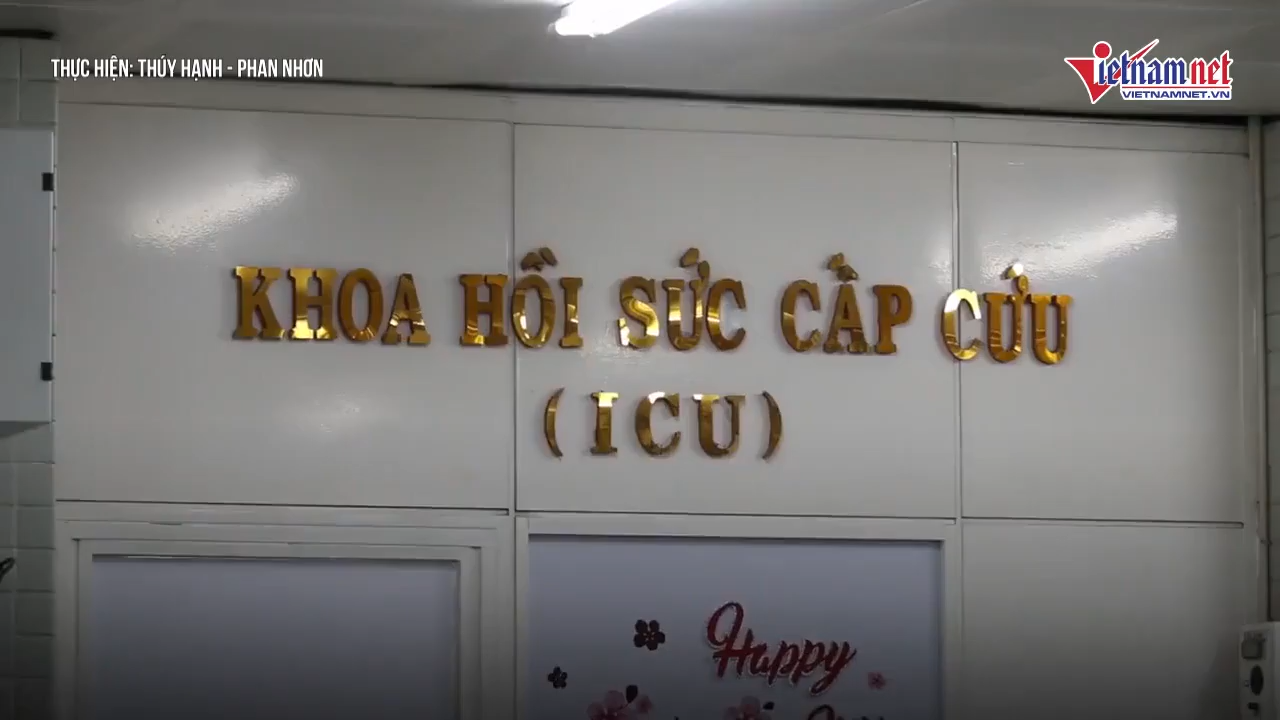 THỰC HIỆN: THÚY HẠNH - PHAN NHƠN
Vietnamnet
VIETNAMNET.VN
KHOA HỒI SỨC CẤP CỨU
(ICU)
Happy